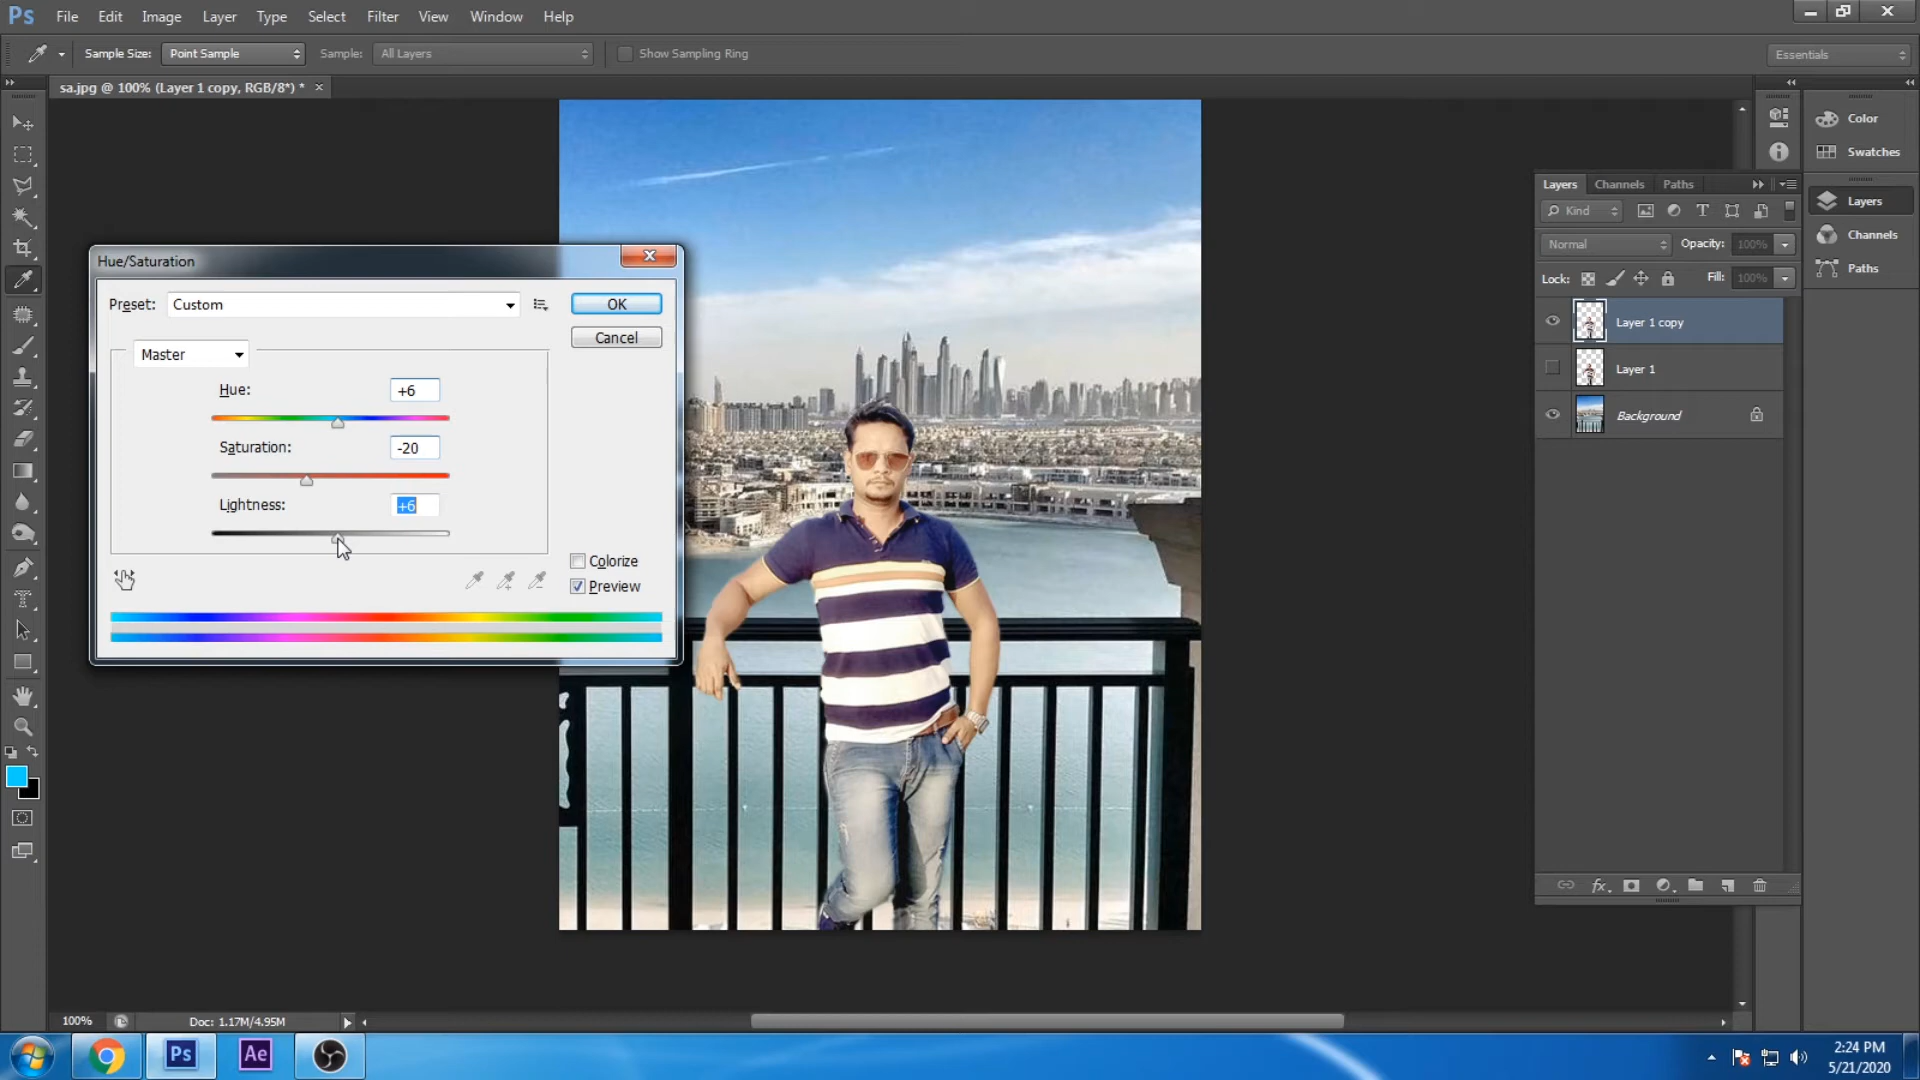 Ps File Edit Image Layer Type Select Filter View Window Help
Sample Size: Point Sample Sample: All Layers Show Sampling Ring Essentials
sa.jpg @ 100% (Layer 1 copy, RGB/8*) * ×
Color
Swatches
Layers Channels Paths
Layers
Kind
Normal Opacity: 100%
Channels
Hue/Saturation
Paths
Lock: Fill: 100%
Preset: Custom OK
Layer 1 copy
Cancel
Master
Layer 1
Hue: +6
Background
Saturation: -20
Lightness: +6
Colorize
Preview
fx
100% Doc: 1.17M/4.95M
Ps Ae
2:24 PM
5/21/2020